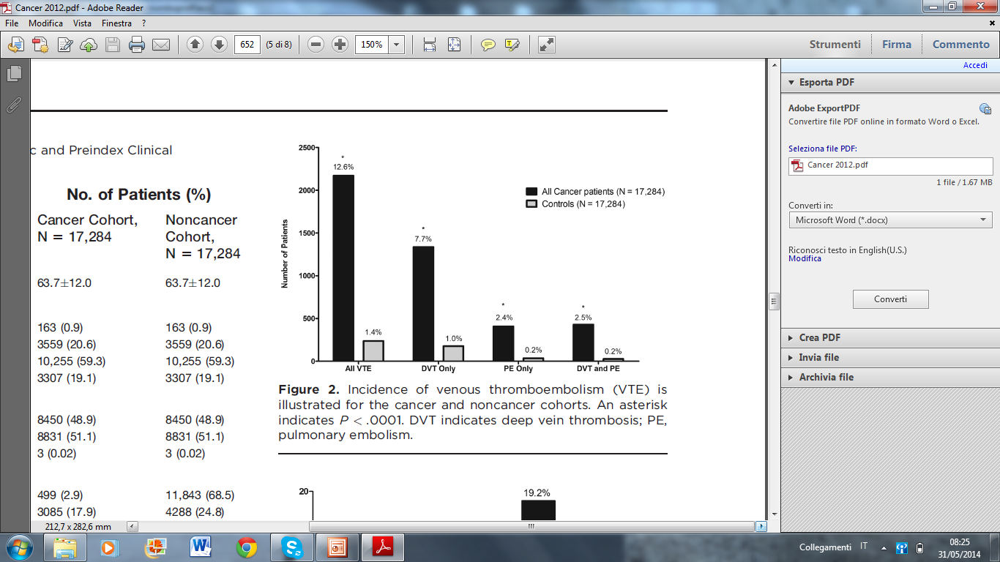 Cancer 2012.pdf - Adobe Reader
File Modifica Vista Finestra ?
652 (5 di 8) 150% Strumenti Firma Commento
Accedi
Esporta PDF
Adobe ExportPDF
Convertire file PDF online in formato Word o Excel.
Seleziona file PDF:
Cancer 2012.pdf
1 file / 1.67 MB
Converti in:
Microsoft Word (*.docx)
Riconosci testo in English(U.S.)
Modifica
Converti
Crea PDF
Invia file
Archivia file
c and Preindex Clinical
No. of Patients (%)
Cancer Cohort,
N = 17,284
Noncancer
Cohort,
N = 17,284
63.7±12.0 63.7±12.0
163 (0.9) 163 (0.9)
3559 (20.6) 3559 (20.6)
10,255 (59.3) 10,255 (59.3)
3307 (19.1) 3307 (19.1)
8450 (48.9) 8450 (48.9)
8831 (51.1) 8831 (51.1)
3 (0.02) 3 (0.02)
499 (2.9) 11,843 (68.5)
3085 (17.9) 4288 (24.8)
Number of Patients
2500
2000
1500
1000
500
0
* 
12.6%
1.4%
*
7.7%
1.0%
*
2.4%
0.2%
*
2.5%
0.2%
All Cancer patients (N = 17,284)
Controls (N = 17,284)
All VTE DVT Only PE Only DVT and PE
Figure 2. Incidence of venous thromboembolism (VTE) is
illustrated for the cancer and noncancer cohorts. An asterisk
indicates P < .0001. DVT indicates deep vein thrombosis; PE,
pulmonary embolism.
20
19.2%
212,7 x 282,6 mm
Collegamenti IT 08:25
31/05/2014